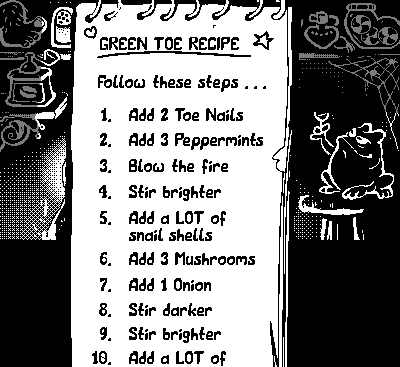 GREEN TOE RECIPE
Follow these steps ...
1. Add 2 Toe Nails
2. Add 3 Peppermints
3. Blow the fire
4. Stir brighter
5. Add a LOT of
snail shells
6. Add 3 Mushrooms
7. Add 1 Onion
8. Stir darker
9. Stir brighter
10. Add a LOT of